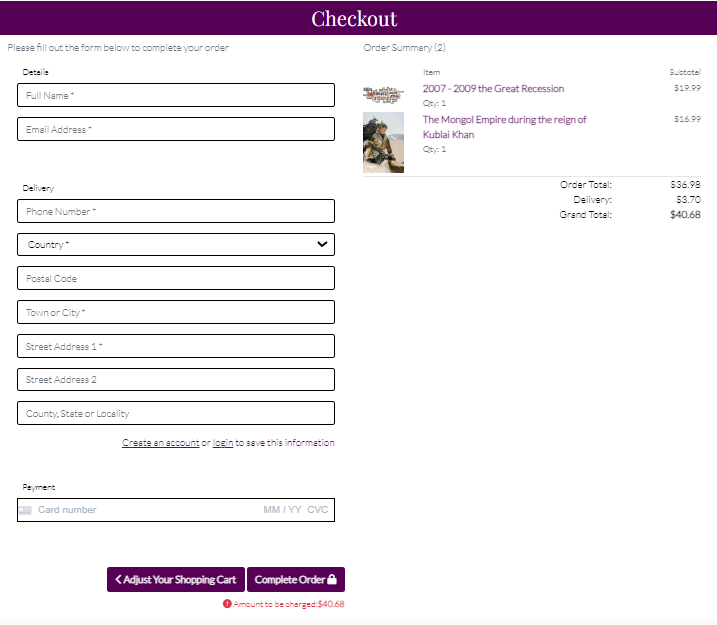 Checkout
Please fill out the form below to complete your order
Details
Full Name *
Email Address *
Delivery
Phone Number *
Country *
Postal Code
Town or City *
Street Address 1 *
Street Address 2
County, State or Locality
Create an account or login to save this information
Payment
Card number MM / YY CVC
Adjust Your Shopping Cart Complete Order
Amount to be charged:$40.68
Order Summary (2)
Item Subtotal
2007 - 2009 the Great Recession $19.99
Qty: 1
The Mongol Empire during the reign of $16.99
Kublai Khan
Qty: 1
Order Total: $36.98
Delivery: $3.70
Grand Total: $40.68